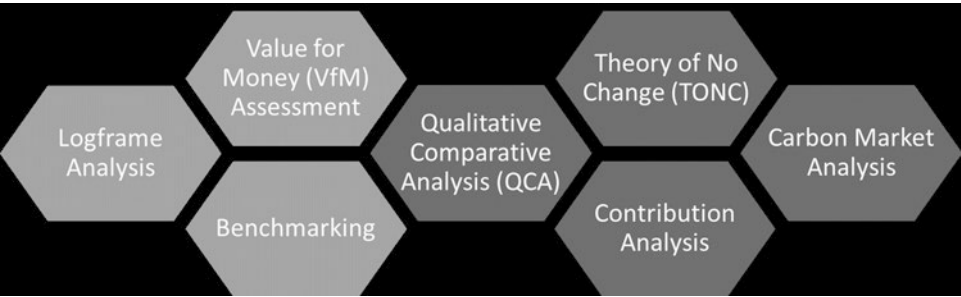 Logframe
Analysis
Value for
Money (VfM)
Assessment
Benchmarking
Qualitative
Comparative
Analysis (QCA)
Theory of No
Change (TONC)
Contribution
Analysis
Carbon Market
Analysis